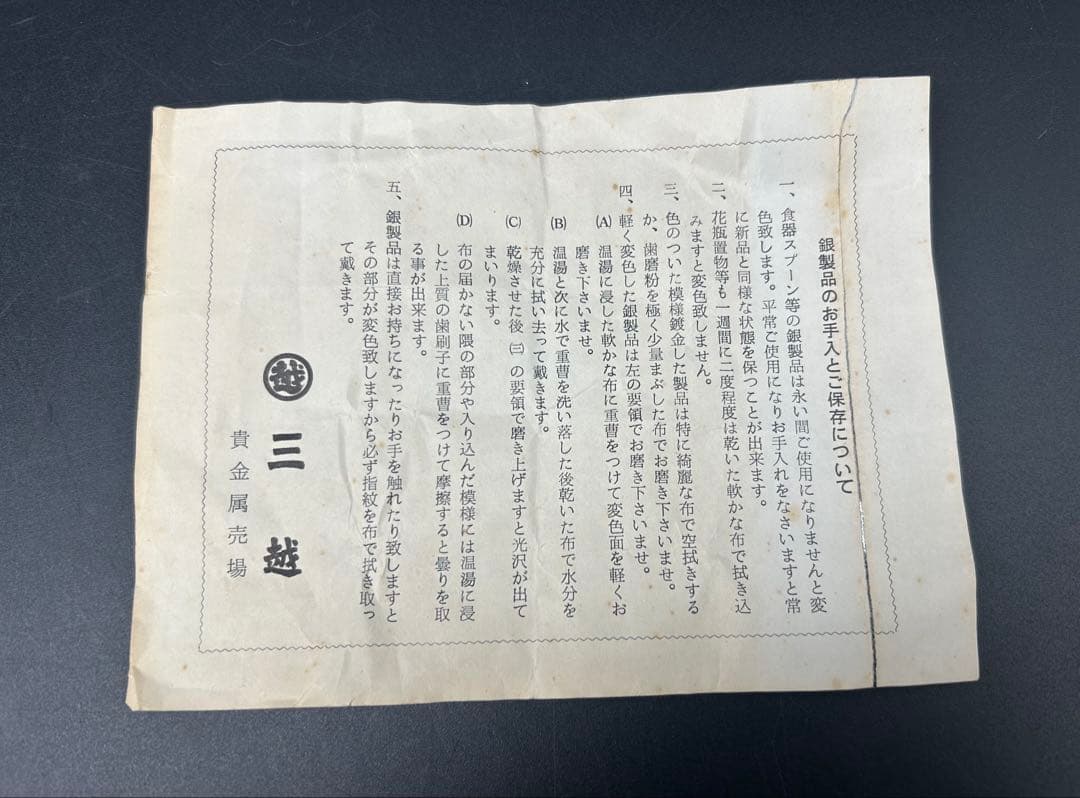 銀製品のお手入とご保存について
一、食器スプーン等の銀製品は永い間ご使用になりませんと変
色致します。平常ご使用になりお手入れをなさいますと常
に新品と同様な状態を保つことが出来ます。
二、花瓶置物等も一週間に二度程度は乾いた軟かな布で拭き込
みますと変色致しません。
三、色のついた模様鍍金した製品は特に綺麗な布で空拭きする
か、歯磨粉を極く少量まぶした布でお磨き下さいませ。
四、軽く変色した銀製品は左の要領でお磨き下さいませ。
(A) 温湯に浸した軟かな布に重曹をつけて変色面を軽くお
磨き下さいませ。
(B) 温湯と次に水で重曹を洗い落した後乾いた布で水分を
充分に拭い去って戴きます。
(C) 乾燥させた後 ㈢ の要領で磨き上げますと光沢が出て
まいります。
(D) 布の届かない隈の部分や入り込んだ模様には温湯に浸
した上質の歯刷子に重曹をつけて摩擦すると曇りを取
る事が出来ます。
五、銀製品は直接お持ちになったりお手を触れたり致しますと
その部分が変色致しますから必ず指紋を布で拭き取っ
て戴きます。
越 三越
貴金属売場